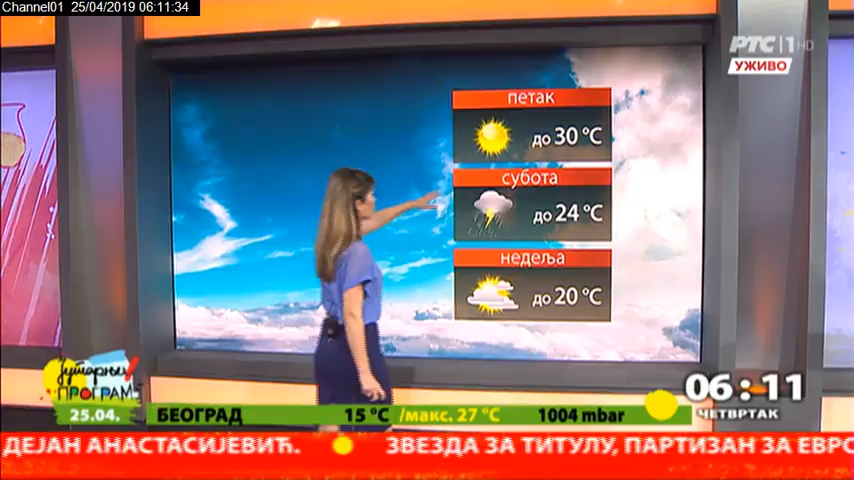 Channel01 25/04/2019 06:11:34
РТС|1 HD
УЖИВО
петак
до 30 °C
субота
до 24 °C
недеља
до 20 °C
Јутарњи
ПРОГРАМ
25.04.
БЕОГРАД 15 °C /макс. 27 °C 1004 mbar
06:11
ЧЕТВРТАК
ДЕЈАН АНАСТАСИЈЕВИЋ. ЗВЕЗДА ЗА ТИТУЛУ, ПАРТИЗАН ЗА ЕВРО